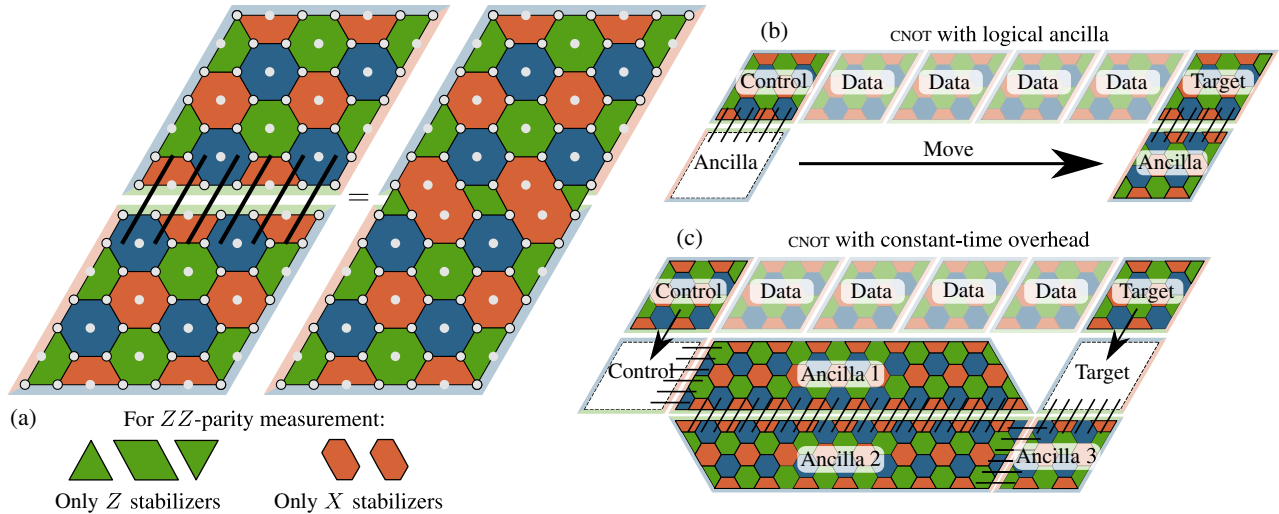 =
(a)
For ZZ-parity measurement:
Only Z stabilizers
Only X stabilizers
(b)
CNOT with logical ancilla
Control
Data
Data
Data
Data
Target
Ancilla
Move
Ancilla
(c)
CNOT with constant-time overhead
Control
Data
Data
Data
Data
Target
Control
Ancilla 1
Target
Ancilla 2
Ancilla 3